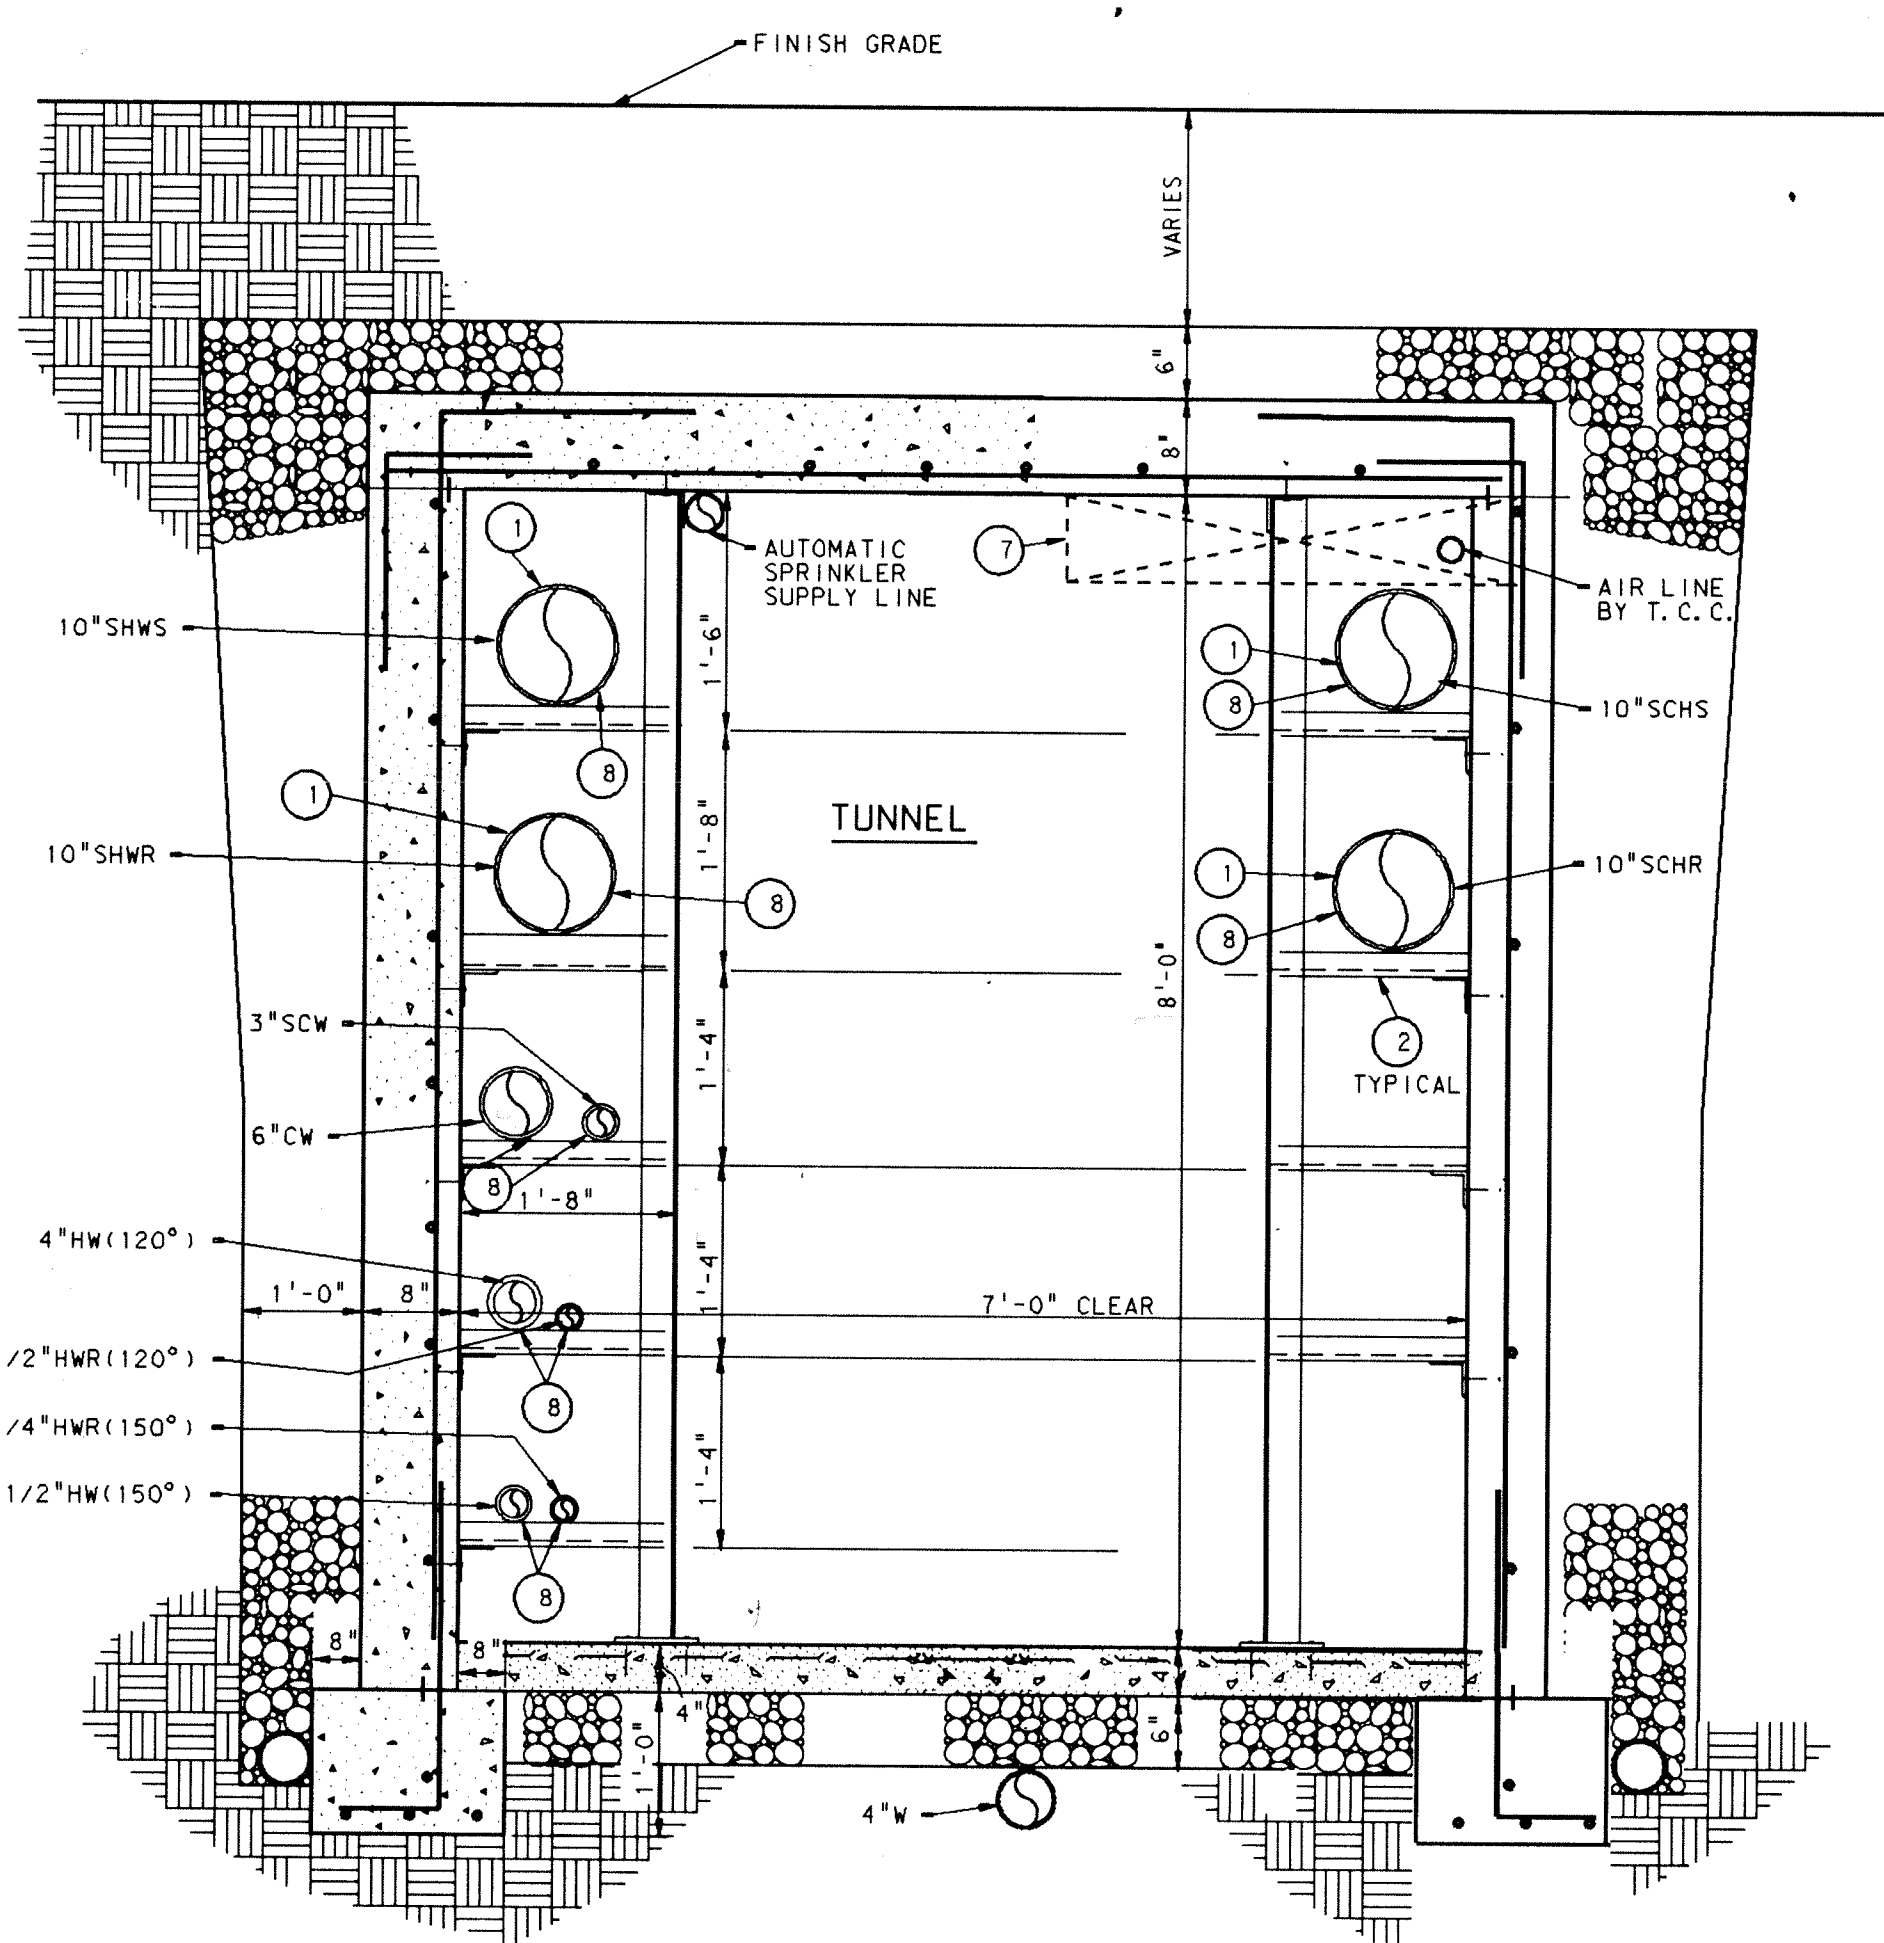 FINISH GRADE
VARIES
6"
8"
1
AUTOMATIC
SPRINKLER
SUPPLY LINE
7
AIR LINE
BY T.C.C.
10"SHWS
1'-6"
1
8
10"SCHS
8
1
TUNNEL
1'-8"
10"SHWR
8
1
8
10"SCHR
8'-0"
3"SCW
1'-4"
2
TYPICAL
6"CW
8
1'-8"
4"HW(120°)
1'-0"
8"
1'-4"
7'-0" CLEAR
/2"HWR(120°)
8
/4"HWR(150°)
1'-4"
1/2"HW(150°)
8
8"
8"
4"
4"
1'-0"
6"
4"W